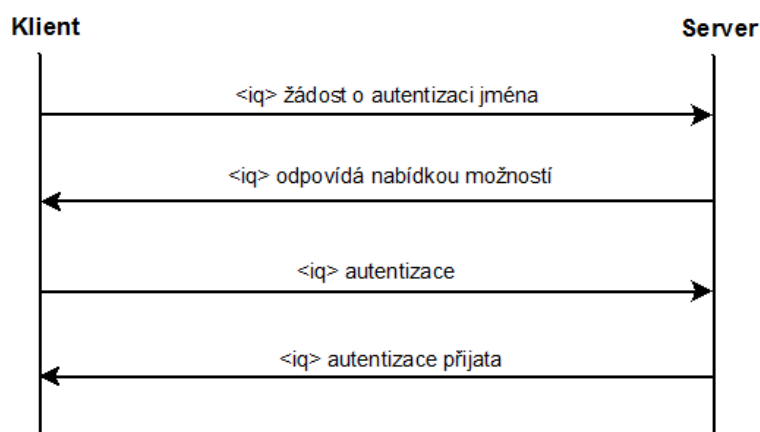 Klient
Server
<iq> žádost o autentizaci jména
<iq> odpovídá nabídkou možností
<iq> autentizace
<iq> autentizace přijata